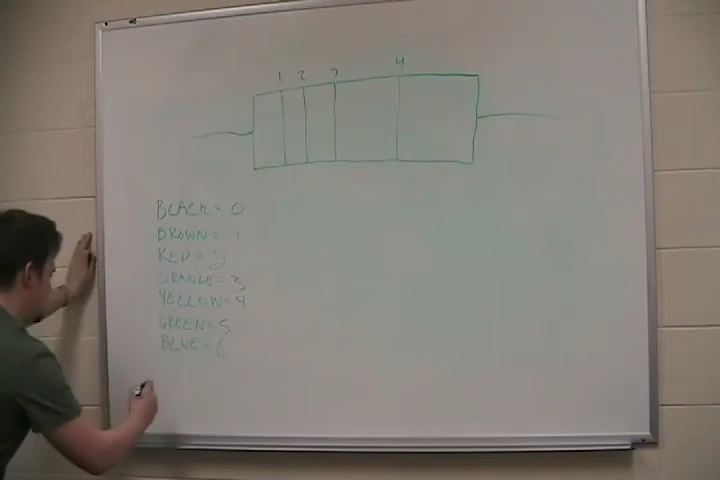 1 2 3 4
BLACK = 0
BROWN = 1
RED = 2
ORANGE = 3
YELLOW = 4
GREEN = 5
BLUE = 6